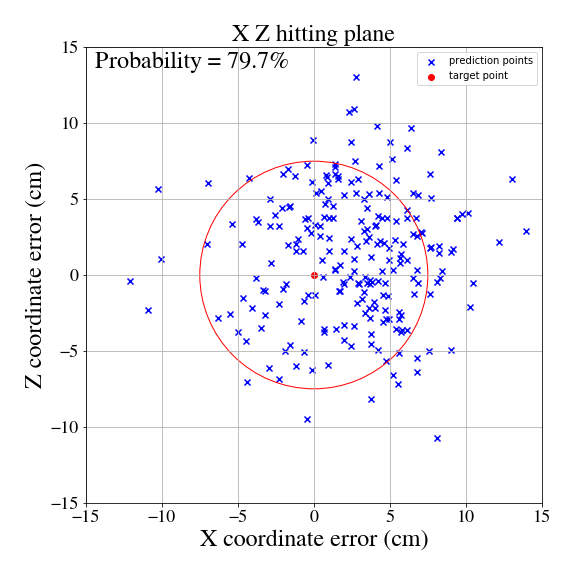 X Z hitting plane
Probability = 79.7%
prediction points
target point
15
10
5
0
−5
−10
−15
Z coordinate error (cm)
−15
−10
−5
0
5
10
15
X coordinate error (cm)